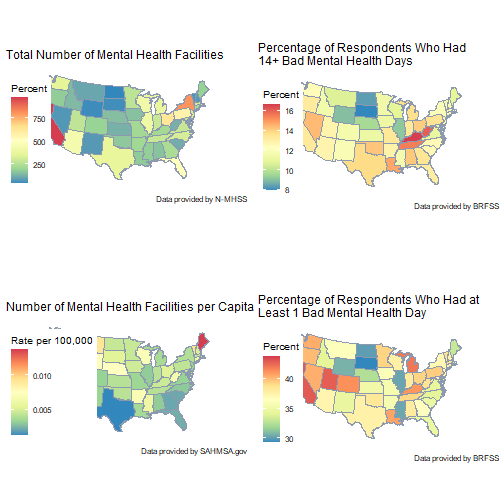 Total Number of Mental Health Facilities
Percent
750
500
250
Data provided by N-MHSS
Percentage of Respondents Who Had
14+ Bad Mental Health Days
Percent
16
14
12
10
8
Data provided by BRFSS
Number of Mental Health Facilities per Capita
Rate per 100,000
0.010
0.005
Data provided by SAHMSA.gov
Percentage of Respondents Who Had at
Least 1 Bad Mental Health Day
Percent
40
35
30
Data provided by BRFSS